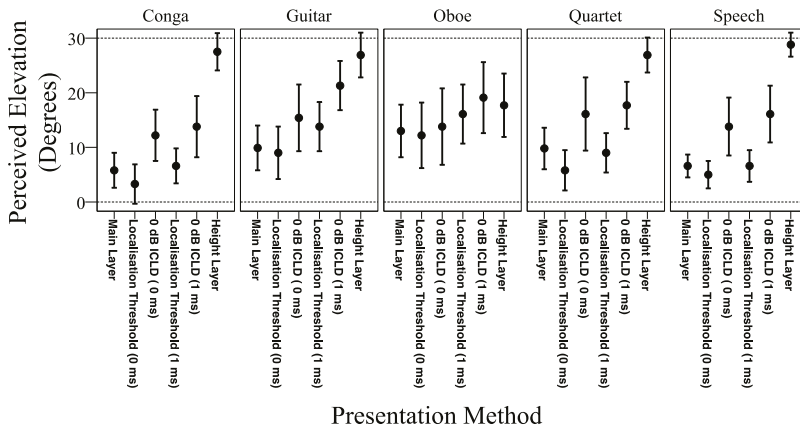 Conga Guitar Oboe Quartet Speech
Perceived Elevation
(Degrees)
30
20
10
0
Main Layer
Localisation Threshold (0 ms)
0 dB ICLD ( 0 ms)
Localisation Threshold (1 ms)
0 dB ICLD (1 ms)
Height Layer
Main Layer
Localisation Threshold (0 ms)
0 dB ICLD ( 0 ms)
Localisation Threshold (1 ms)
0 dB ICLD (1 ms)
Height Layer
Main Layer
Localisation Threshold (0 ms)
0 dB ICLD ( 0 ms)
Localisation Threshold (1 ms)
0 dB ICLD (1 ms)
Height Layer
Main Layer
Localisation Threshold (0 ms)
0 dB ICLD ( 0 ms)
Localisation Threshold (1 ms)
0 dB ICLD (1 ms)
Height Layer
Main Layer
Localisation Threshold (0 ms)
0 dB ICLD ( 0 ms)
Localisation Threshold (1 ms)
0 dB ICLD (1 ms)
Height Layer
Presentation Method